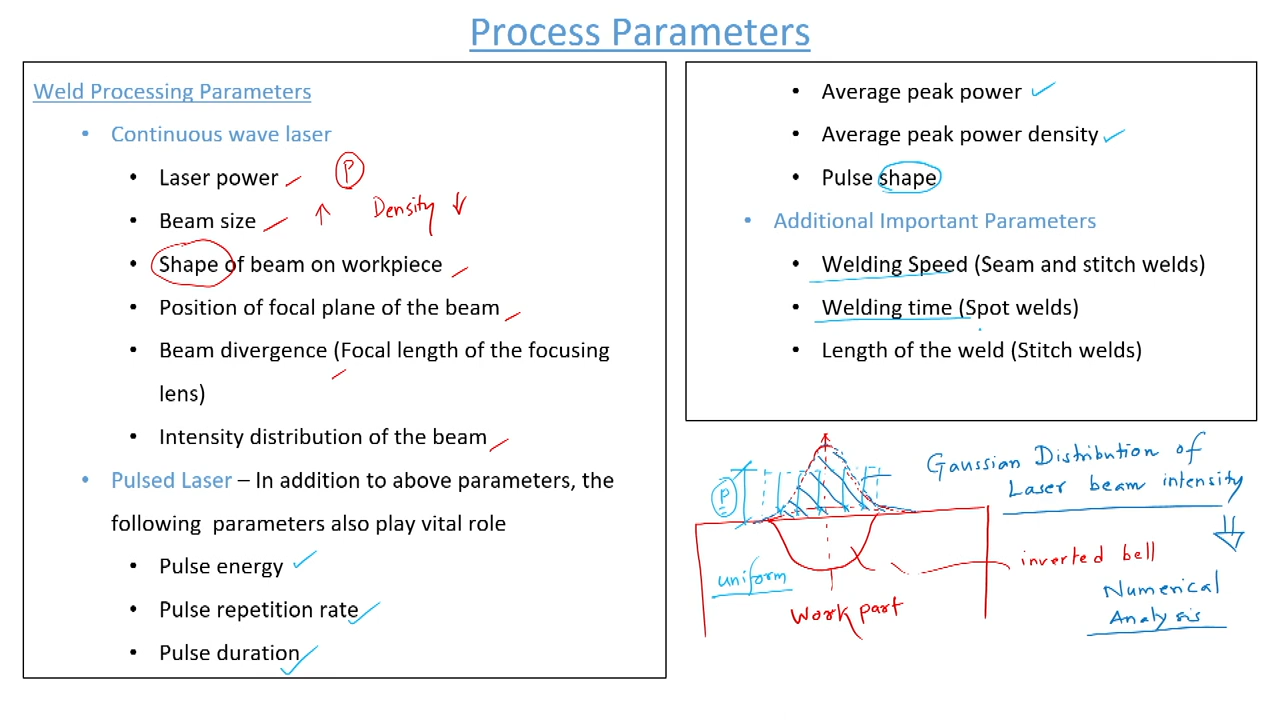 Process Parameters
Weld Processing Parameters
• Continuous wave laser
• Laser power
P
• Beam size
↑ Density ↓
• Shape of beam on workpiece
• Position of focal plane of the beam
• Beam divergence (Focal length of the focusing
lens)
• Intensity distribution of the beam
• Pulsed Laser – In addition to above parameters, the
following parameters also play vital role
• Pulse energy
• Pulse repetition rate
• Pulse duration
• Average peak power
• Average peak power density
• Pulse shape
• Additional Important Parameters
• Welding Speed (Seam and stitch welds)
• Welding time (Spot welds)
• Length of the weld (Stitch welds)
Gaussian Distribution of
Laser beam intensity
P
uniform
inverted bell
Work part
Numerical
Analysis